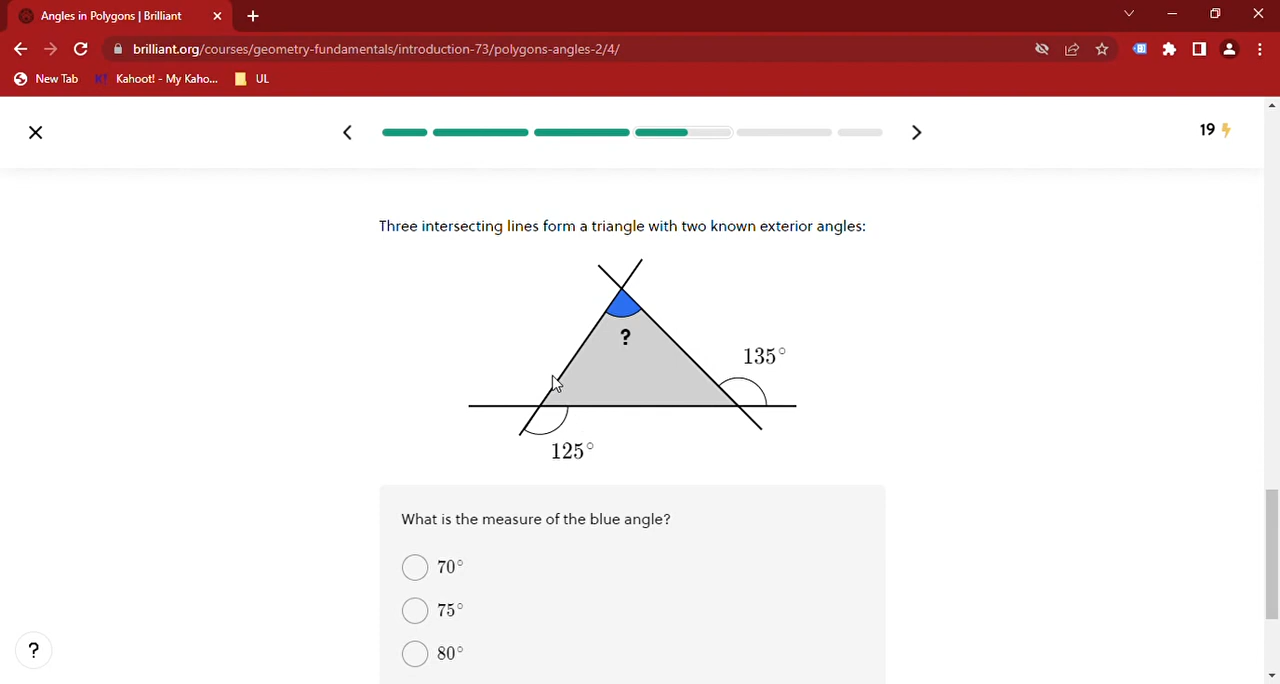 Angles in Polygons | Brilliant
brilliant.org/courses/geometry-fundamentals/introduction-73/polygons-angles-2/4/
New Tab K! Kahoot! - My Kaho... UL
19
Three intersecting lines form a triangle with two known exterior angles:
?
135°
125°
What is the measure of the blue angle?
70°
75°
80°
?